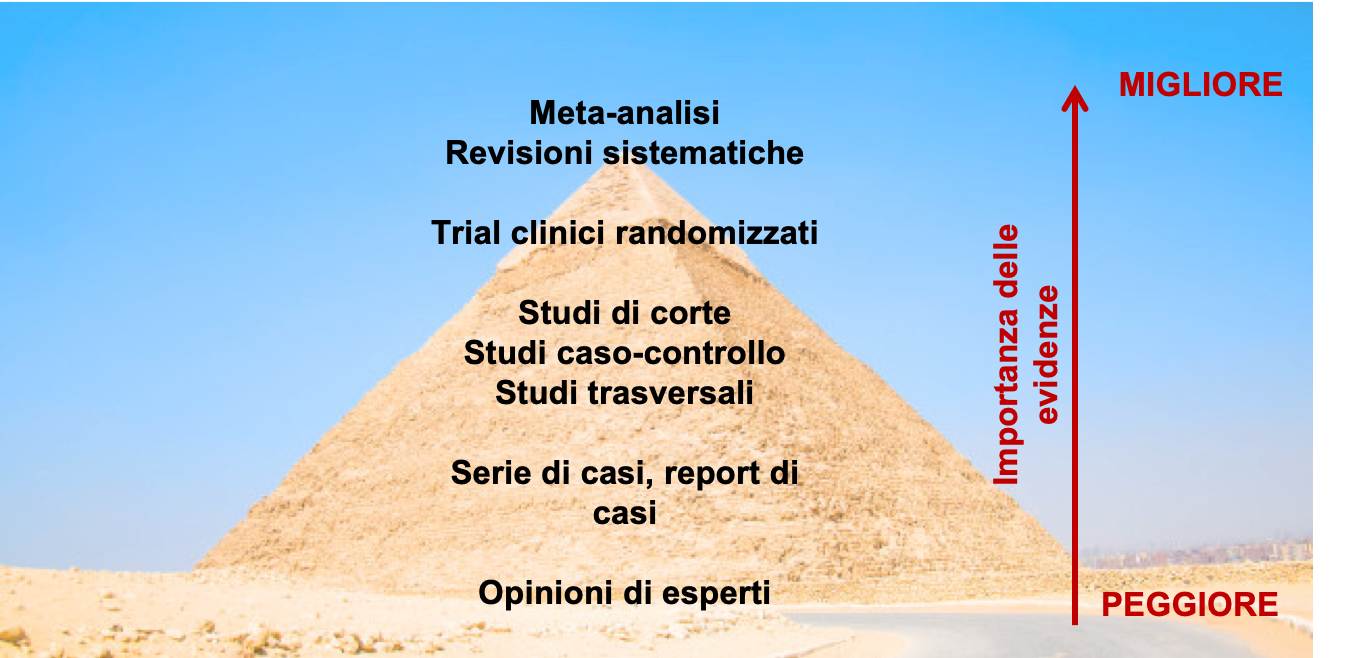 MIGLIORE
Meta-analisi
Revisioni sistematiche
Trial clinici randomizzati
Studi di corte
Studi caso-controllo
Studi trasversali
Serie di casi, report di
casi
Opinioni di esperti
Importanza delle
evidenze
PEGGIORE